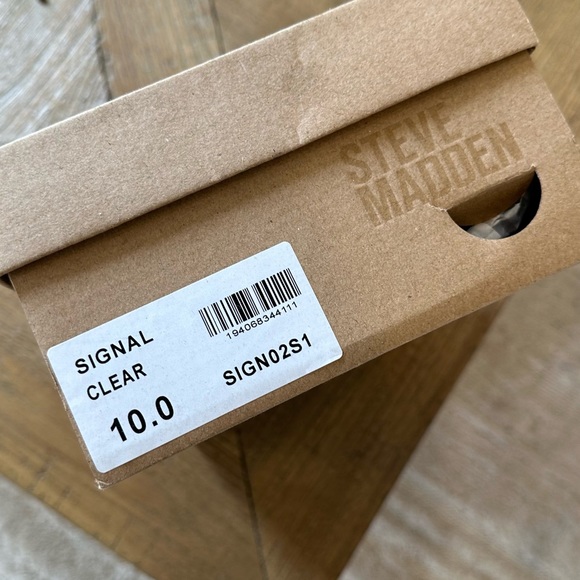 STEVE
MADDEN
SIGNAL
CLEAR
10.0
194068344111
SIGN02S1